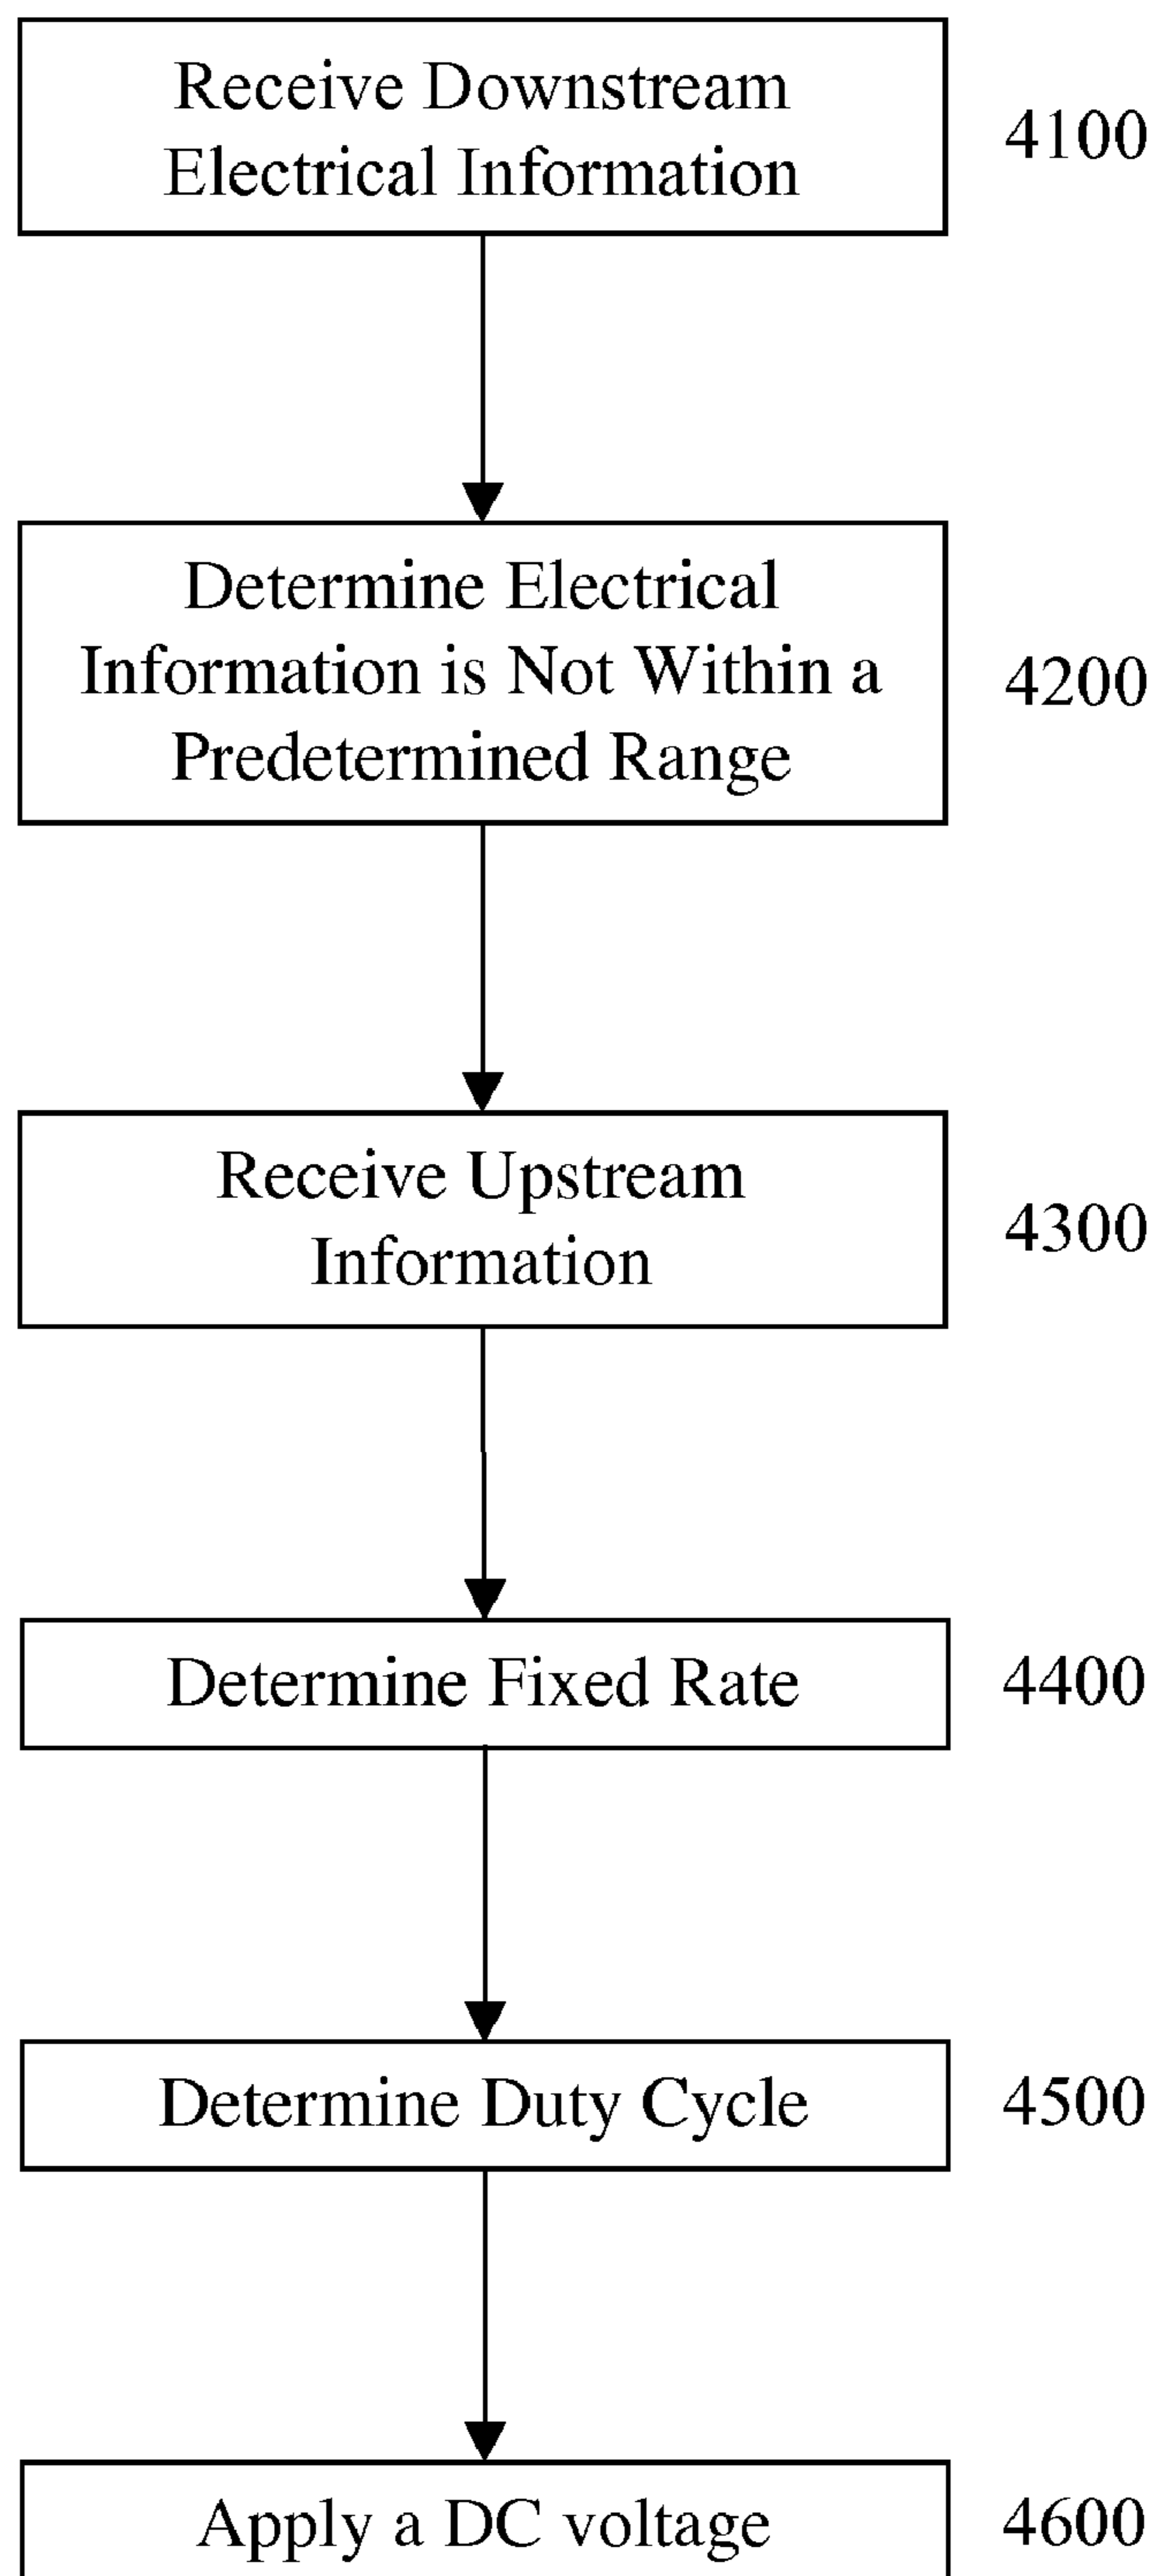 Receive Downstream
Electrical Information
4100
Determine Electrical
Information is Not Within a
Predetermined Range
4200
Receive Upstream
Information
4300
Determine Fixed Rate
4400
Determine Duty Cycle
4500
Apply a DC voltage
4600